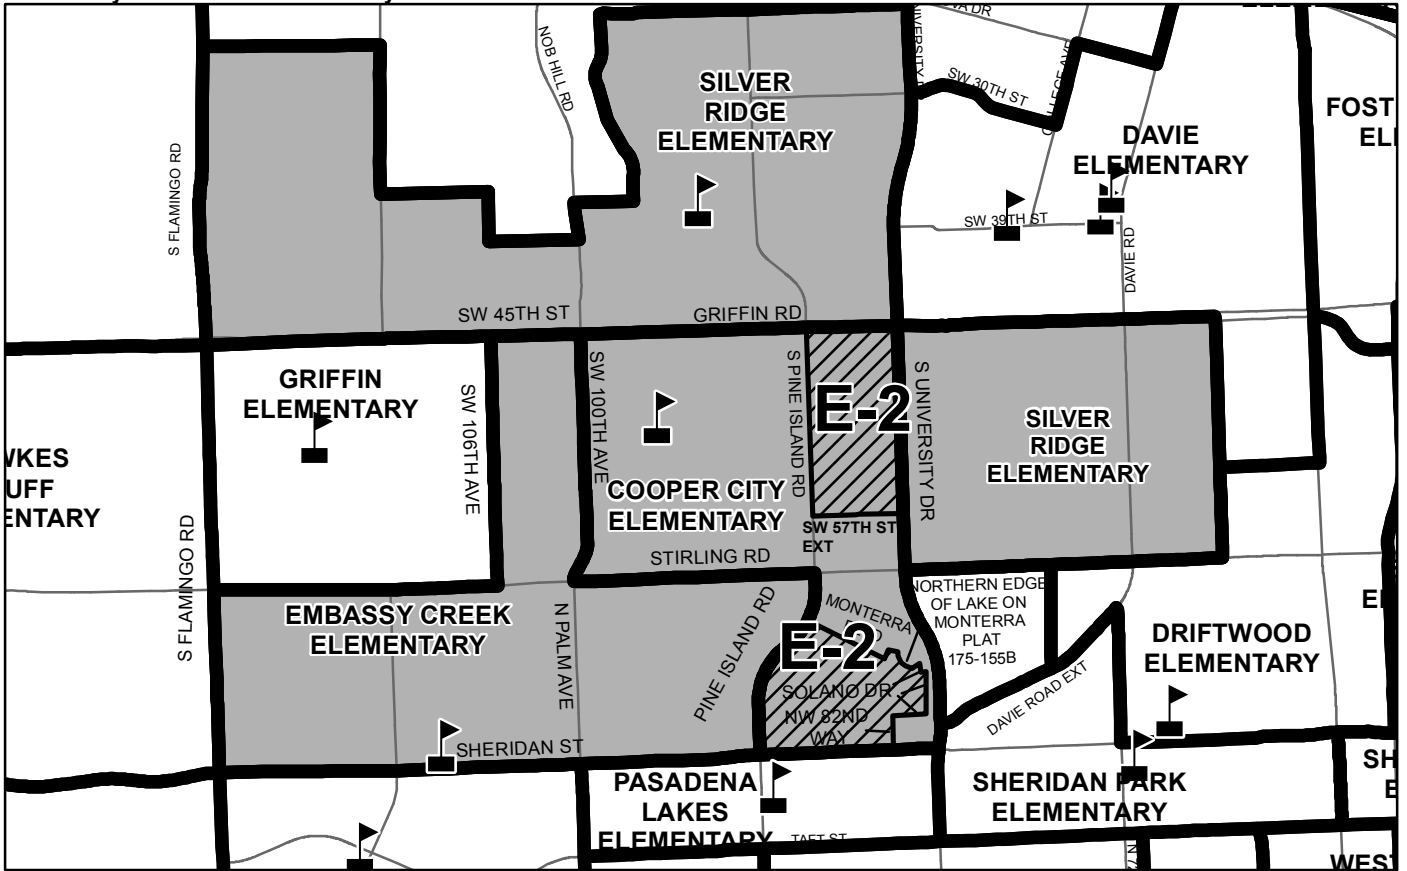 VA DR
NOB HILL RD
SW 30TH ST
SILVER
RIDGE
ELEMENTARY
DAVIE
ELEMENTARY
S FLAMINGO RD
SW 39TH ST
DAVIE RD
SW 45TH ST
GRIFFIN RD
GRIFFIN
ELEMENTARY
SW 106TH AVE
SW 100TH AVE
S PINE ISLAND RD
E-2
S UNIVERSITY DR
SILVER
RIDGE
ELEMENTARY
COOPER CITY
ELEMENTARY
SW 57TH ST
EXT
STIRLING RD
S FLAMINGO RD
EMBASSY CREEK
ELEMENTARY
N PALM AVE
PINE ISLAND RD
MONTERRA
E-2
SOLANO DR
NW 82ND
WAY
NORTHERN EDGE
OF LAKE ON
MONTERRA
PLAT
175-155B
DAVIE ROAD EXT
DRIFTWOOD
ELEMENTARY
SHERIDAN ST
PASADENA
LAKES
ELEMENTARY
SHERIDAN PARK
ELEMENTARY
TAFT ST